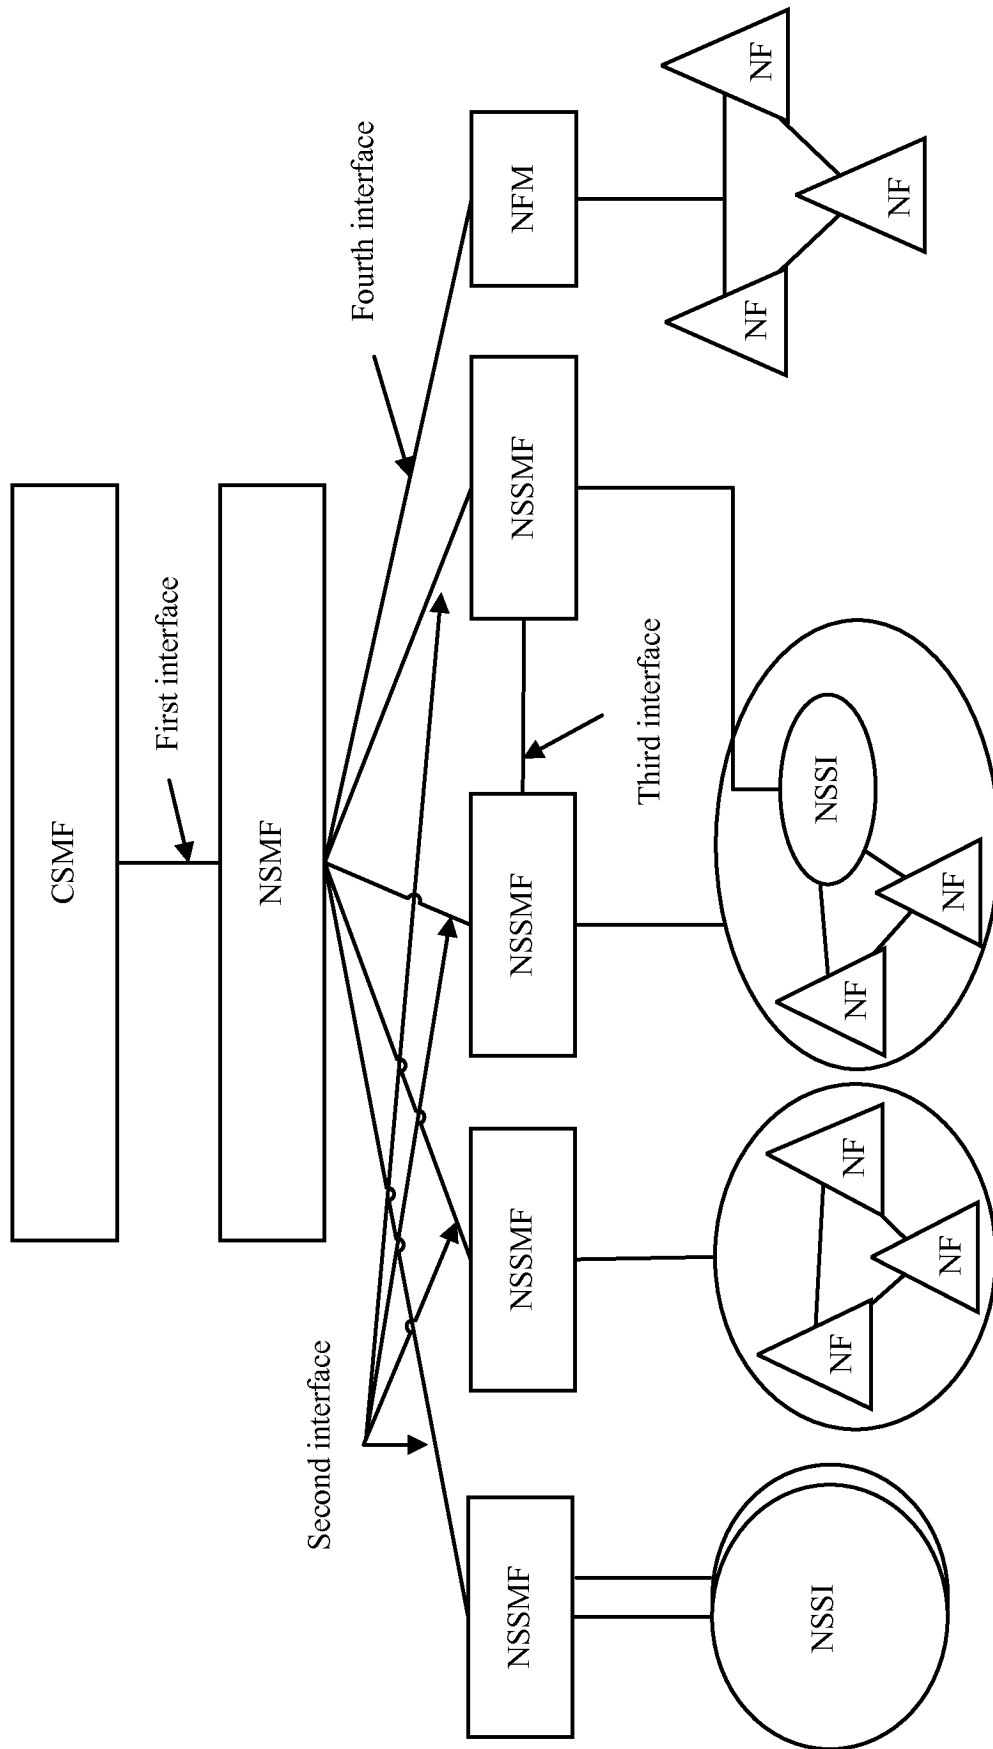 CSMF
First interface
NSMF
Second interface
Fourth interface
NSSMF
NSSMF
NSSMF
NSSMF
NFM
Third interface
NSSI
NF
NF
NF
NF
NF
NSSI
NF
NF
NF